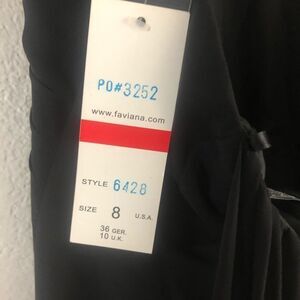 PO#3252
www.faviana.com
STYLE 6428
SIZE 8 U.S.A.
36 GER.
10 U.K.